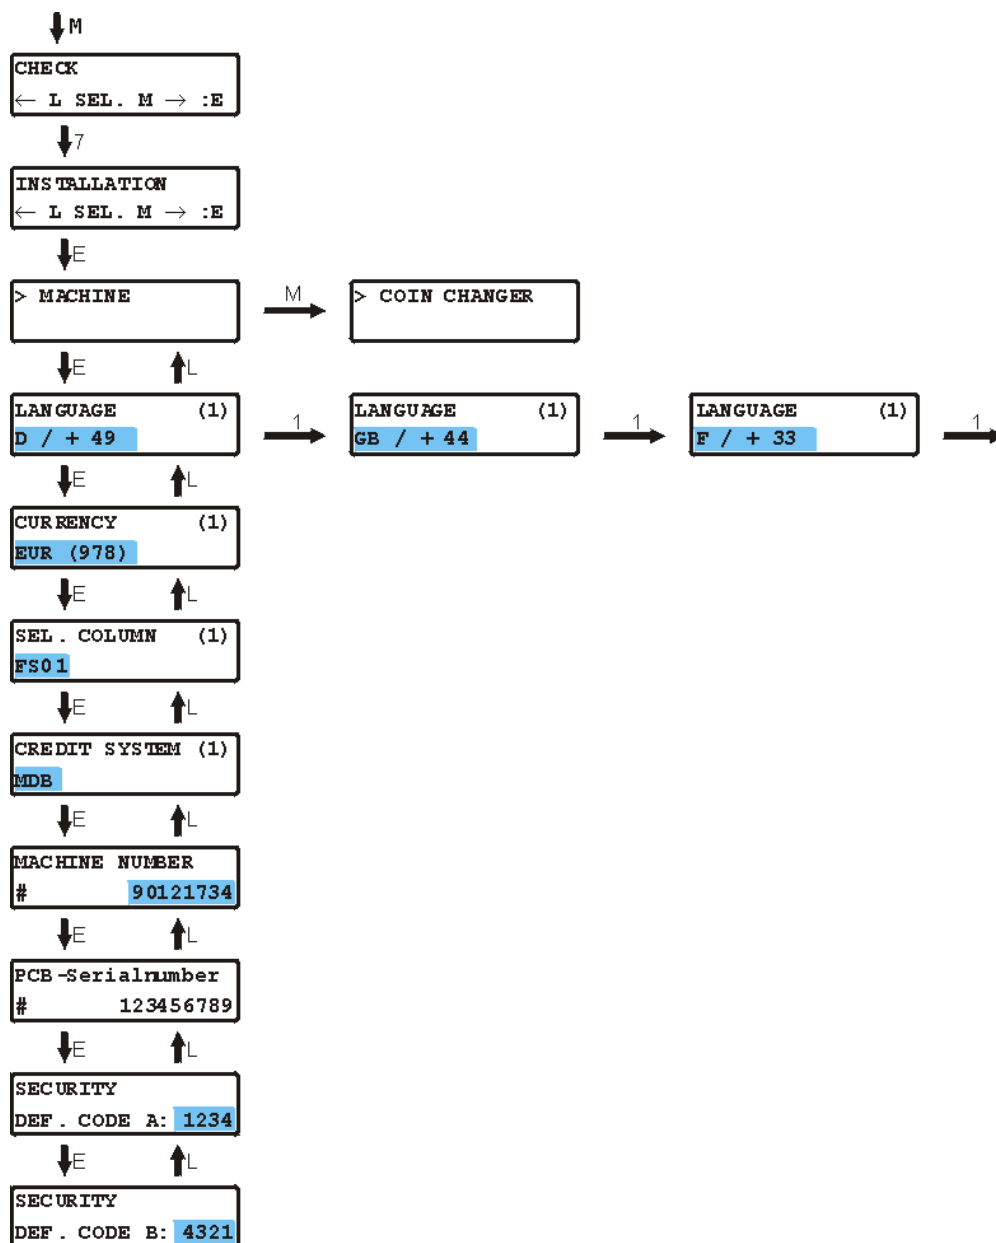 M
CHECK
← L SEL. M → :E
7
INSTALLATION
← L SEL. M → :E
E
> MACHINE
M
> COIN CHANGER
E L
LANGUAGE (1)
D / + 49
1
LANGUAGE (1)
GB / + 44
1
LANGUAGE (1)
F / + 33
1
E L
CURRENCY (1)
EUR (978)
E L
SEL. COLUMN (1)
FS01
E L
CREDIT SYSTEM (1)
MDB
E L
MACHINE NUMBER
# 90121734
E L
PCB-Serialnumber
# 123456789
E L
SECURITY
DEF. CODE A: 1234
E L
SECURITY
DEF. CODE B: 4321